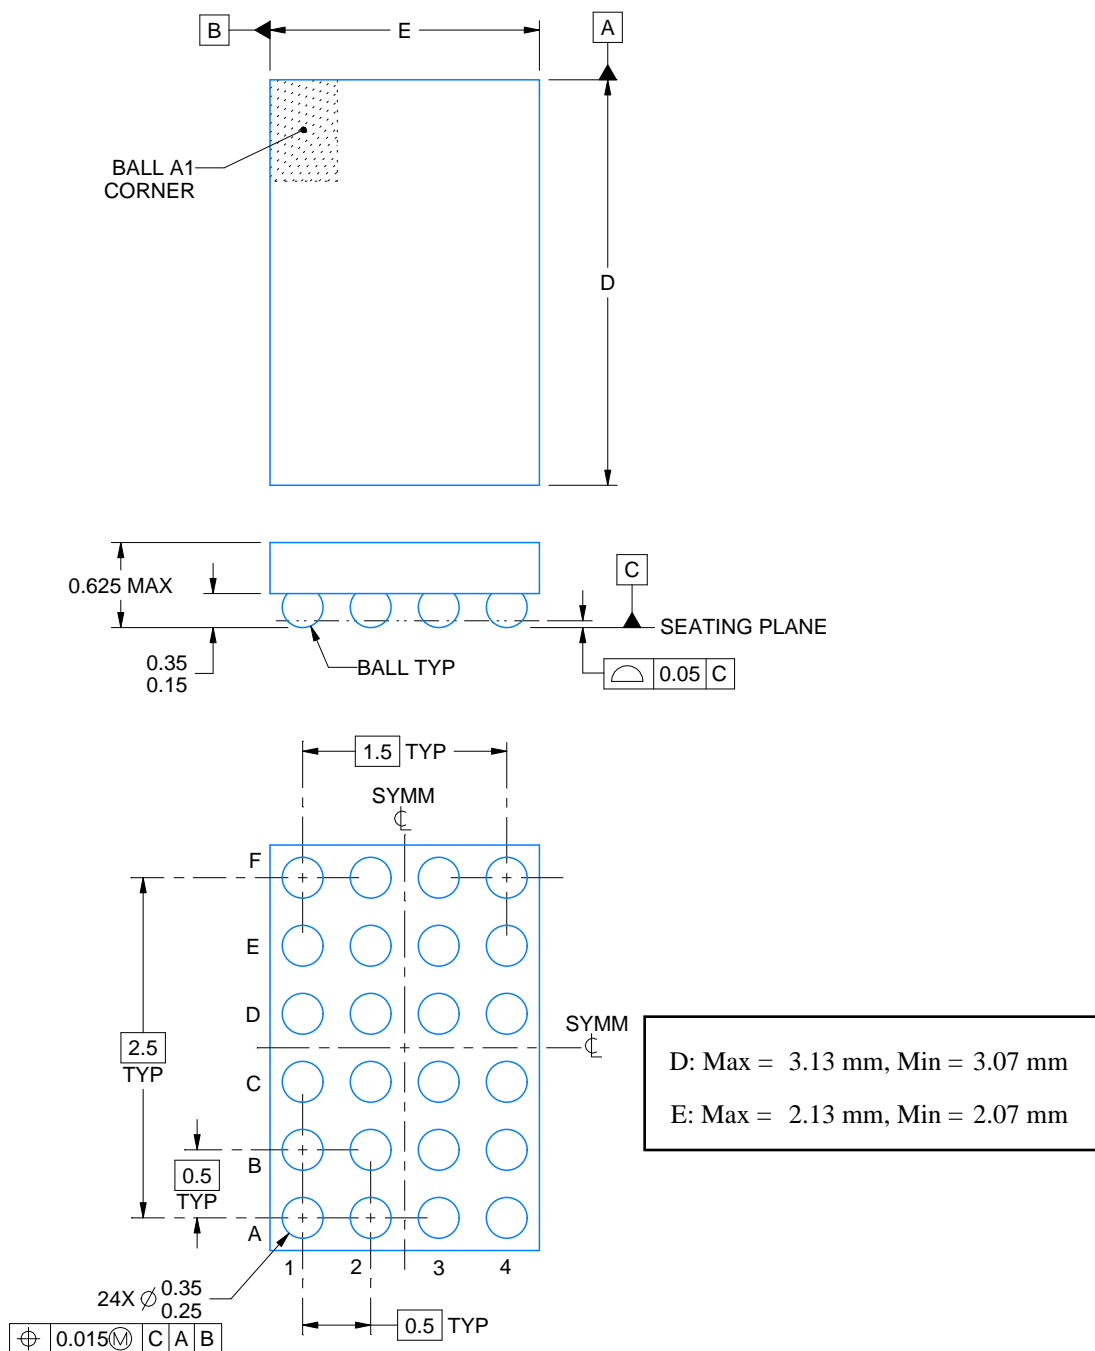 B
E
A
BALL A1
CORNER
D
0.625 MAX
C
SEATING PLANE
0.35
0.15
BALL TYP
0.05 C
1.5 TYP
SYMM
℄
F
E
D
SYMM
℄
2.5
TYP
D: Max = 3.13 mm, Min = 3.07 mm
C
E: Max = 2.13 mm, Min = 2.07 mm
B
0.5
TYP
A
1 2 3 4
24X ⌀ 0.35
0.25
⌖ 0.015Ⓜ C A B
0.5 TYP